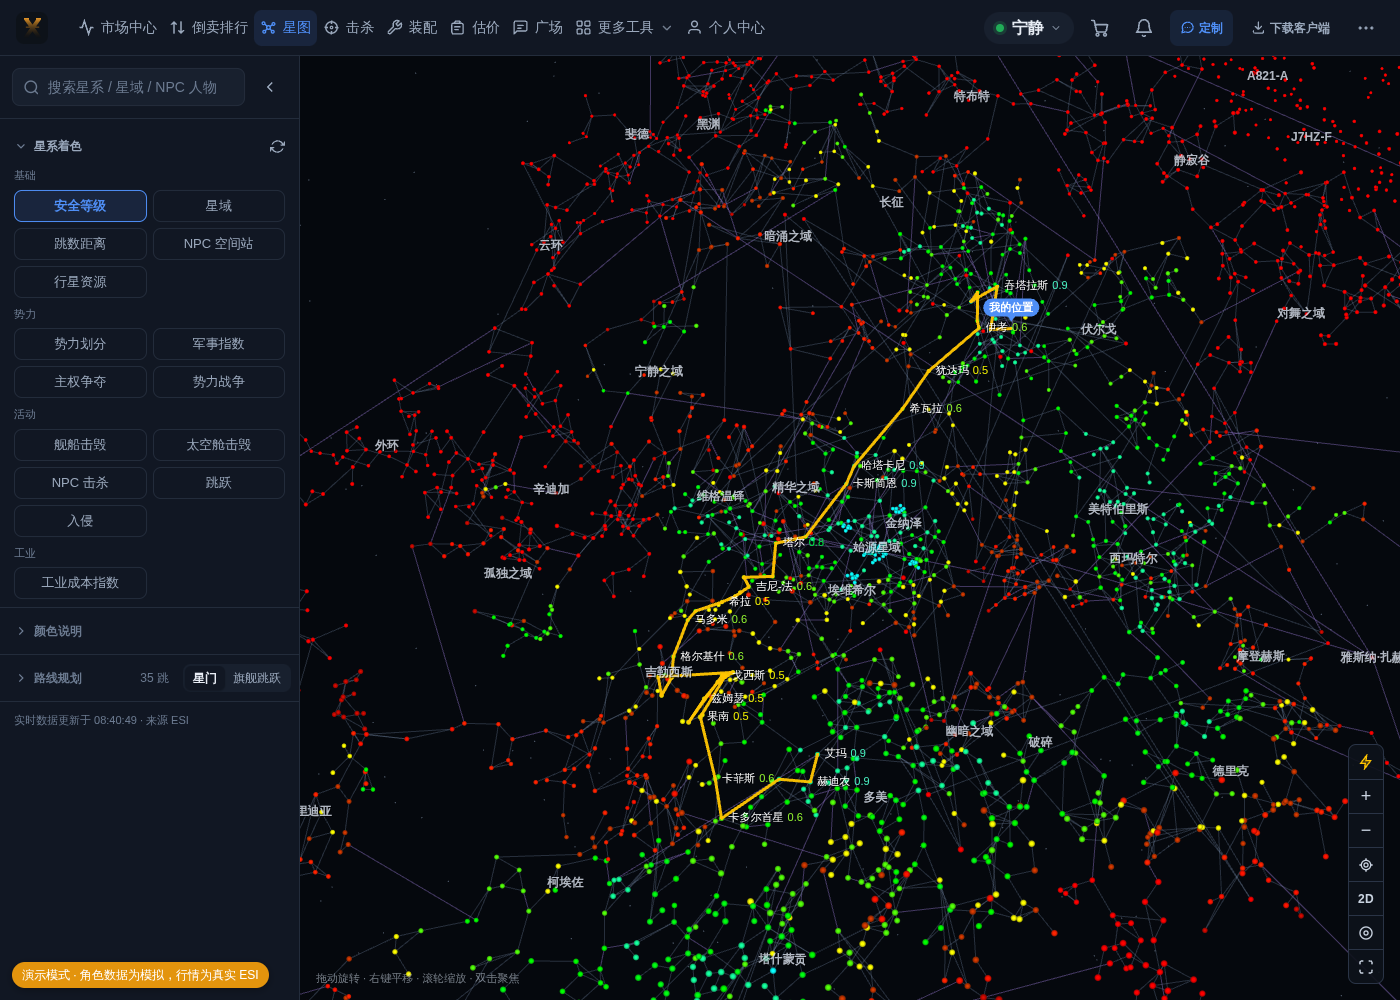 市场中心 倒卖排行 星图 击杀 装配 估价 广场 更多工具 个人中心 宁静 定制 下载客户端
搜索星系 / 星域 / NPC 人物
星系着色
基础
安全等级 星域
跳数距离 NPC 空间站
行星资源
势力
势力划分 军事指数
主权争夺 势力战争
活动
舰船击毁 太空舱击毁
NPC 击杀 跳跃
入侵
工业
工业成本指数
颜色说明
路线规划 35 跳 星门 旗舰跳跃
实时数据更新于 08:40:49 · 来源 ESI
演示模式 · 角色数据为模拟，行情为真实 ESI
A821-A
特布特
黑渊
斐德
J7HZ-F
静寂谷
长征
暗涌之域
云环
吞塔拉斯 0.9
我的位置
对舞之域
伊考 0.6
伏尔戈
宁静之域
犹达玛 0.5
希瓦拉 0.6
外环
哈塔卡尼 0.9
卡斯简恩 0.9
精华之域
辛迪加
维格温铎
美特伯里斯
金纳泽
塔尔 0.8
始源星域
西玛特尔
孤独之域
吉尼-法 0.6
埃维希尔
希拉 0.5
马多米 0.6
格尔基什 0.6
摩登赫斯
雅斯纳·扎赫
吉勒西斯
戈西斯 0.5
兹姆瑟 0.5
果南 0.5
幽暗之域
破碎
艾玛 0.9
德里克
卡菲斯 0.6
赫迪农 0.9
多美
里迪亚
卡多尔首星 0.6
柯埃佐
塔什蒙贡
拖动旋转 · 右键平移 · 滚轮缩放 · 双击聚焦
+
−
2D